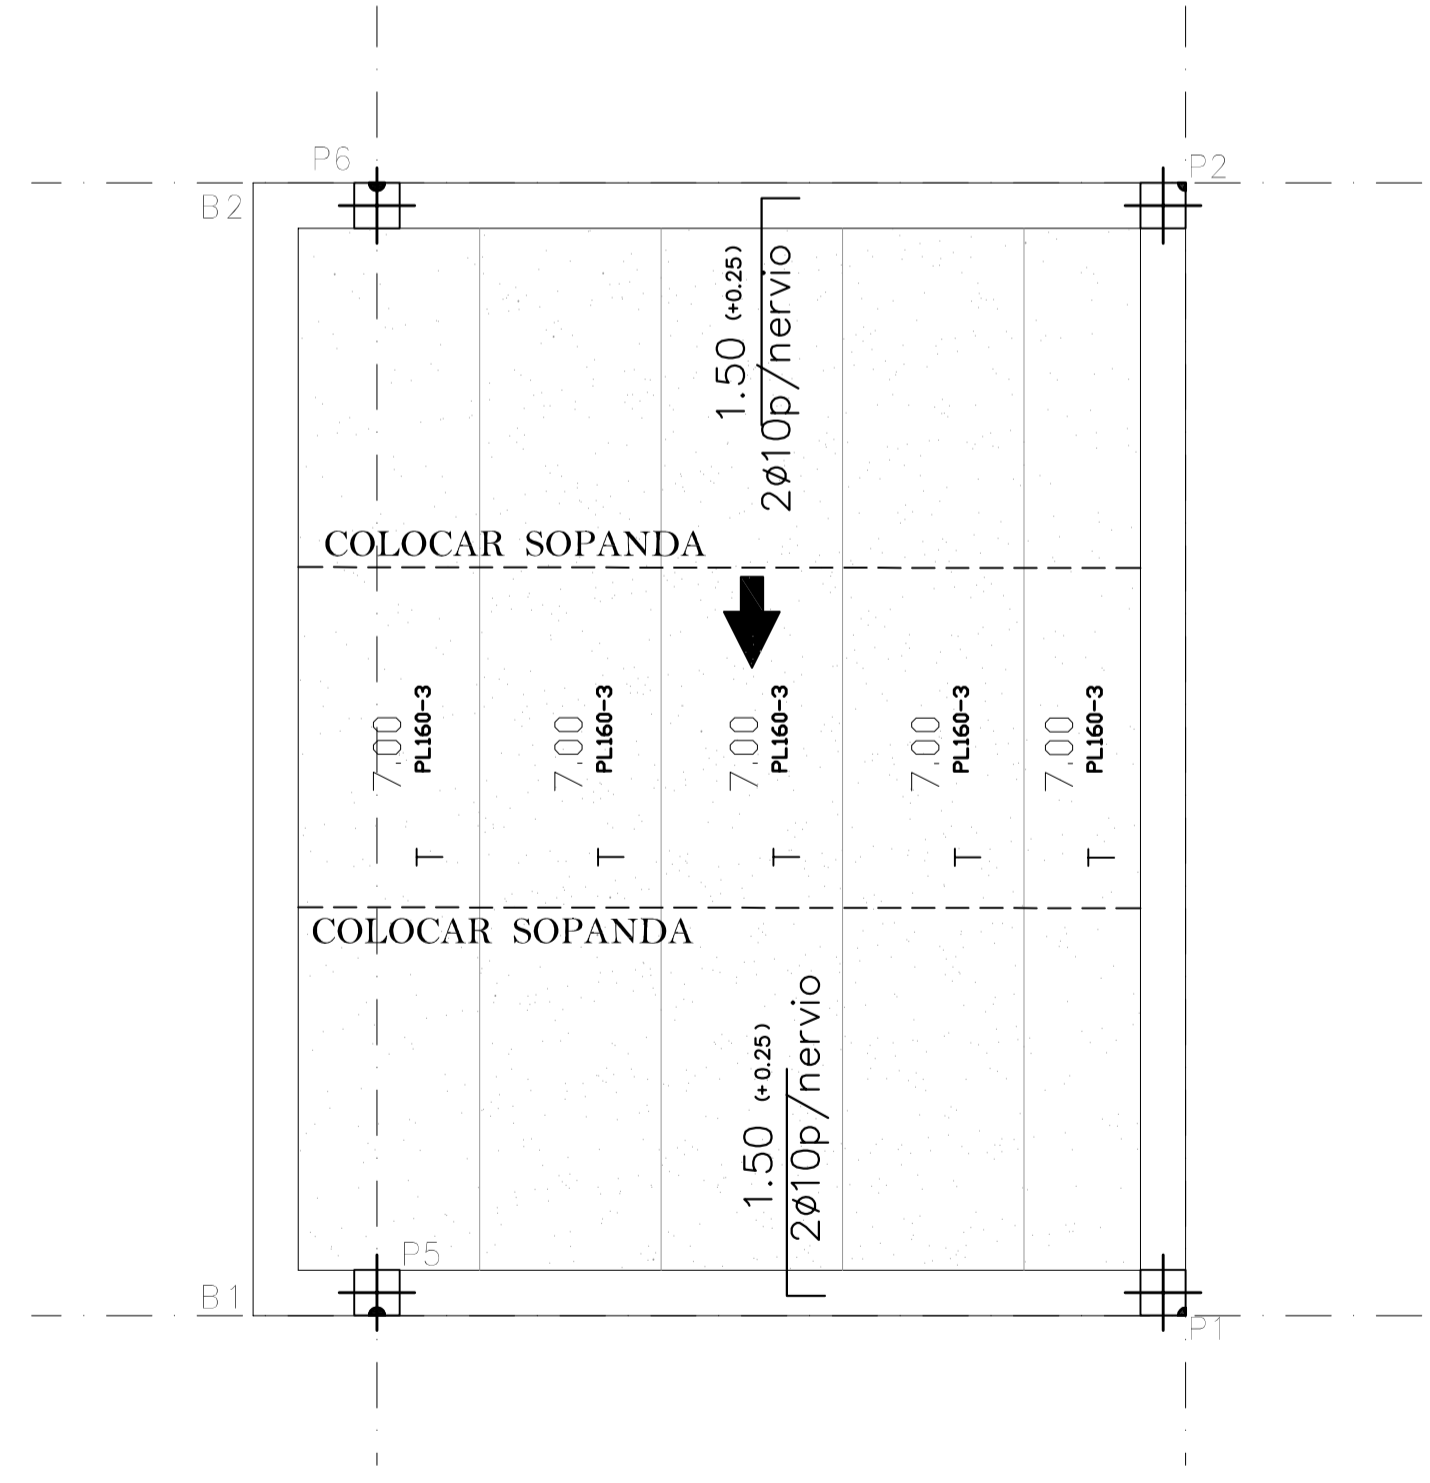 P6
P2
B2
1.50 (+0.25)
2ø10p/nervio
COLOCAR SOPANDA
7.00
PL160-3
T
7.00
PL160-3
T
7.00
PL160-3
T
7.00
PL160-3
T
7.00
PL160-3
T
COLOCAR SOPANDA
1.50 (+0.25)
2ø10p/nervio
P5
B1
P1